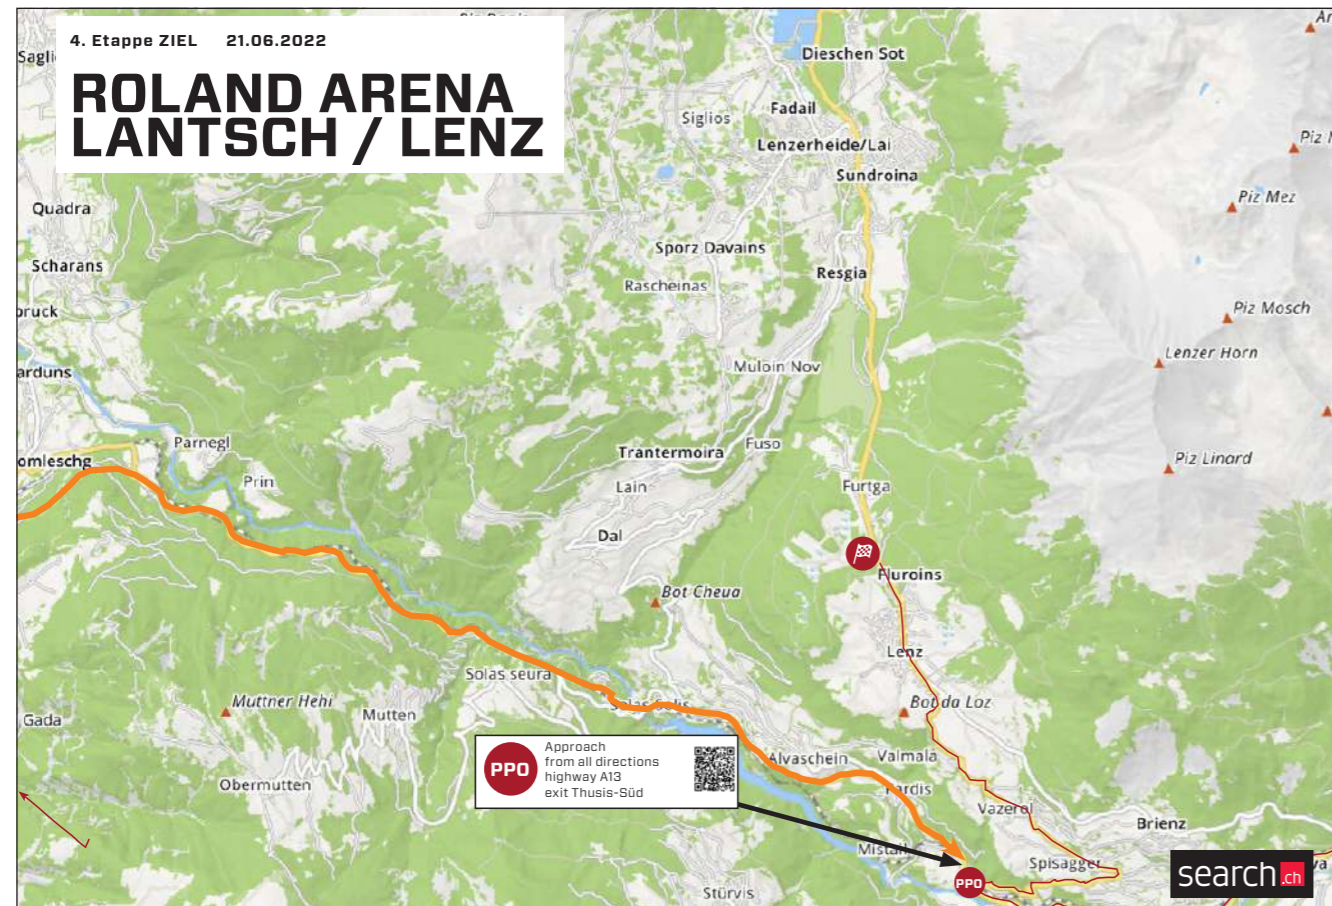 4. Etappe ZIEL 21.06.2022
ROLAND ARENA
LANTSCH / LENZ
Dieschen Sot
Fadail
Siglios
Lenzerheide/Lai
Sundroina
Piz Mez
Quadra
Sporz Davains
Scharans
Resgia
Rascheinas
Piz Mosch
Lenzer Horn
Muloin Nov
Parnegl
Fuso
Trantermoira
Piz Linard
Prin
Lain
Furtga
Dal
Pluroins
Bot Cheua
Lenz
Solas seura
Muttner Hehi
Bot da Loz
Mutten
Gada
Approach
from all directions
highway A13
exit Thusis-Süd
PPO
Alvaschein
Valmala
Obermutten
Vazerol
Brienz
Spisagger
Stürvis
PPO
search.ch